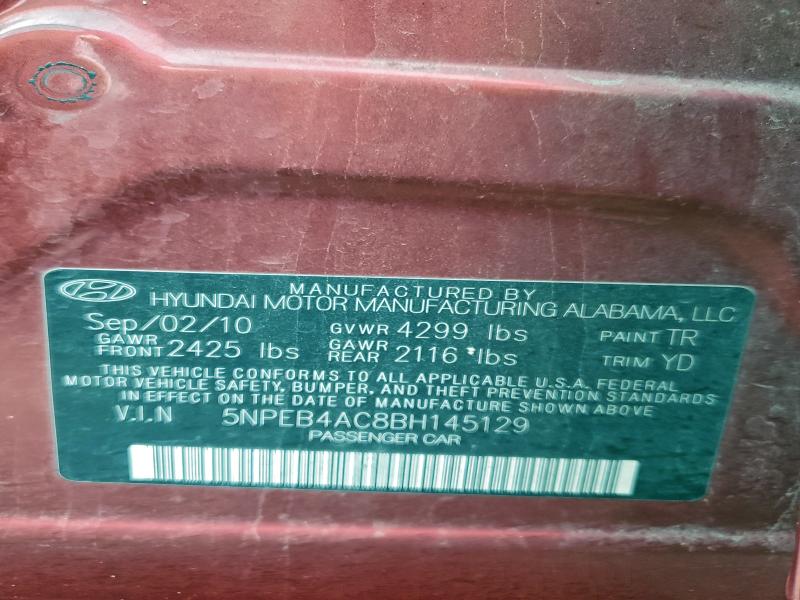 MANUFACTURED BY
HYUNDAI MOTOR MANUFACTURING ALABAMA, LLC
Sep/02/10 GVWR 4299 lbs PAINT TR
GAWR FRONT 2425 lbs GAWR REAR 2116 lbs TRIM YD
THIS VEHICLE CONFORMS TO ALL APPLICABLE U.S.A. FEDERAL
MOTOR VEHICLE SAFETY, BUMPER, AND THEFT PREVENTION STANDARDS
IN EFFECT ON THE DATE OF MANUFACTURE SHOWN ABOVE
V.I.N 5NPEB4AC8BH145129
PASSENGER CAR